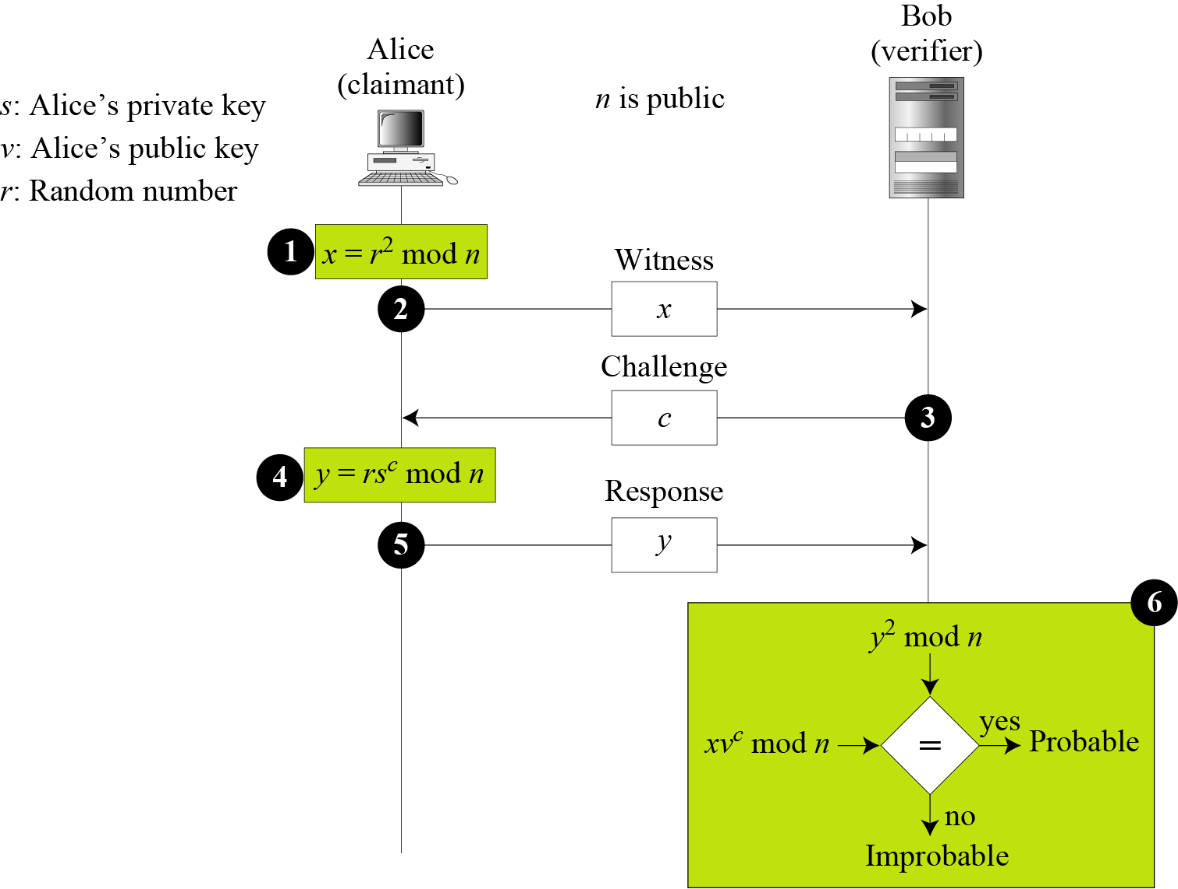 Bob
(verifier)
Alice
(claimant)
n is public
s: Alice’s private key
v: Alice’s public key
r: Random number
1
x = r² mod n
Witness
2
x
Challenge
c
3
4
y = rsᶜ mod n
Response
5
y
6
y² mod n
xvᶜ mod n
=
yes
Probable
no
Improbable